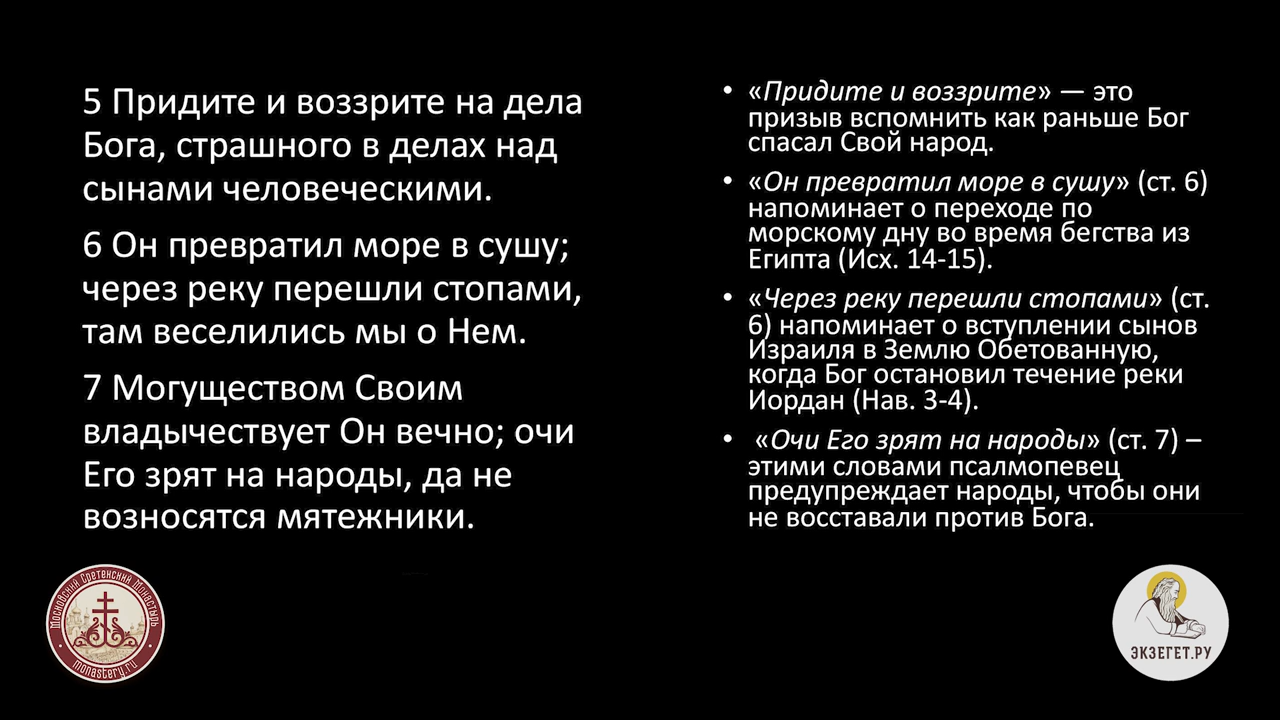 5 Придите и воззрите на дела
Бога, страшного в делах над
сынами человеческими.
6 Он превратил море в сушу;
через реку перешли стопами,
там веселились мы о Нем.
7 Могуществом Своим
владычествует Он вечно; очи
Его зрят на народы, да не
возносятся мятежники.
• «Придите и воззрите» — это
призыв вспомнить как раньше Бог
спасал Свой народ.
• «Он превратил море в сушу» (ст. 6)
напоминает о переходе по
морскому дну во время бегства из
Египта (Исх. 14-15).
• «Через реку перешли стопами» (ст.
6) напоминает о вступлении сынов
Израиля в Землю Обетованную,
когда Бог остановил течение реки
Иордан (Нав. 3-4).
• «Очи Его зрят на народы» (ст. 7) –
этими словами псалмопевец
предупреждает народы, чтобы они
не восставали против Бога.
Московский Сретенский Монастырь
monastery.ru
ЭКЗЕГЕТ.РУ